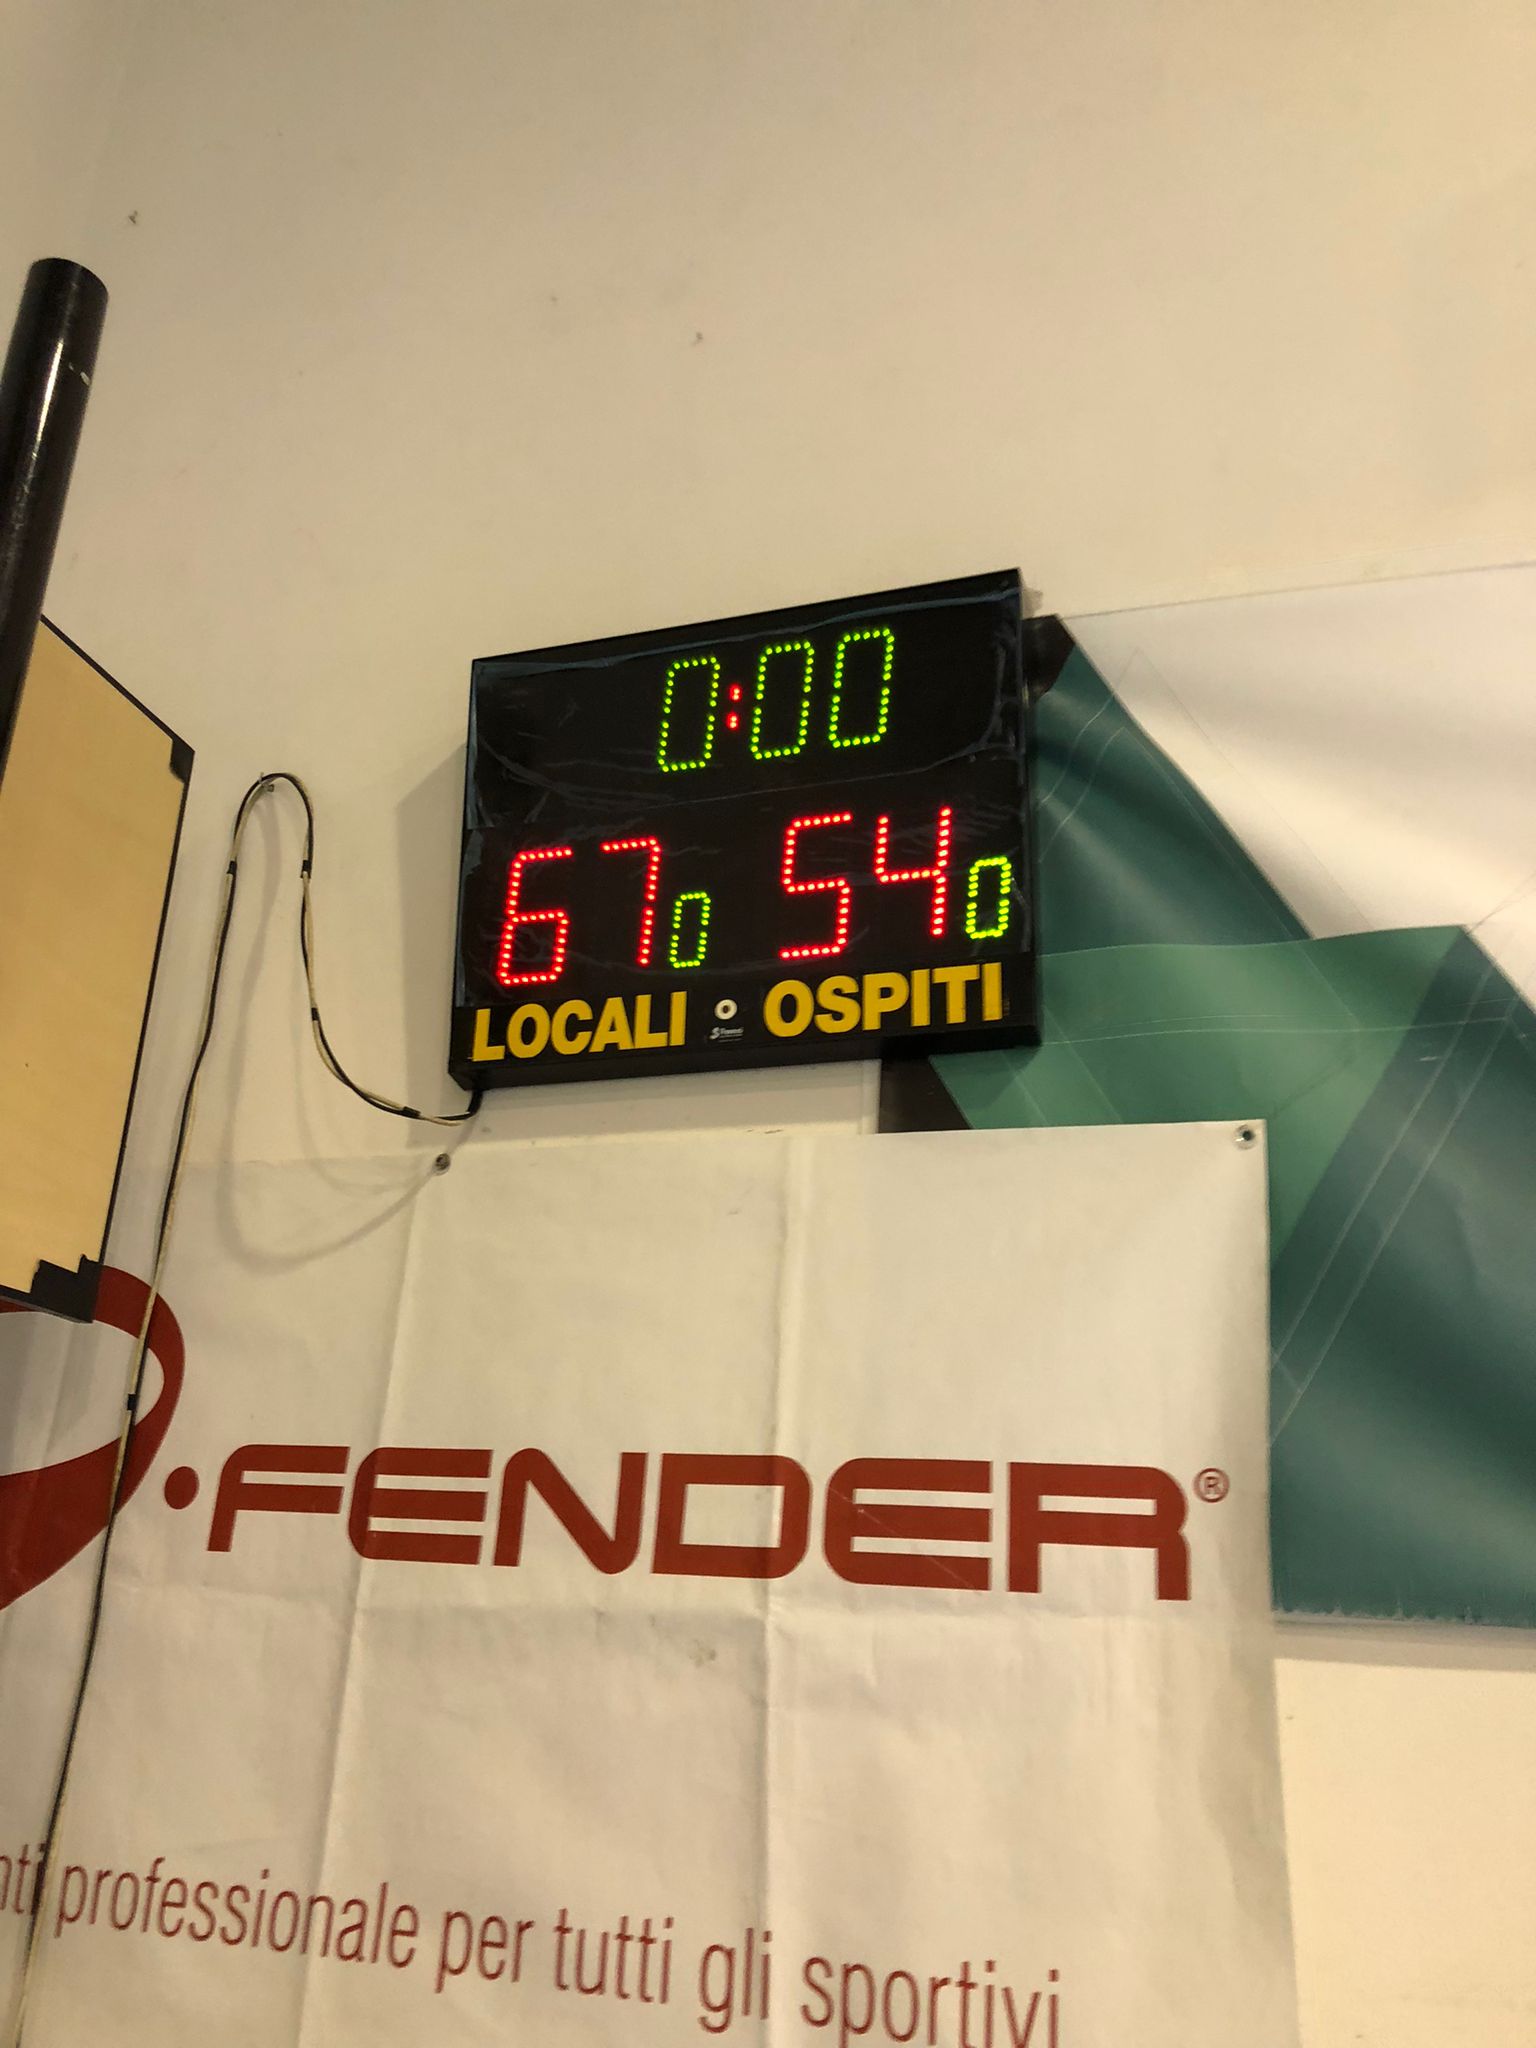 0:00
67 0 54 0
LOCALI OSPITI
.FENDER®
nti professionale per tutti gli sportivi